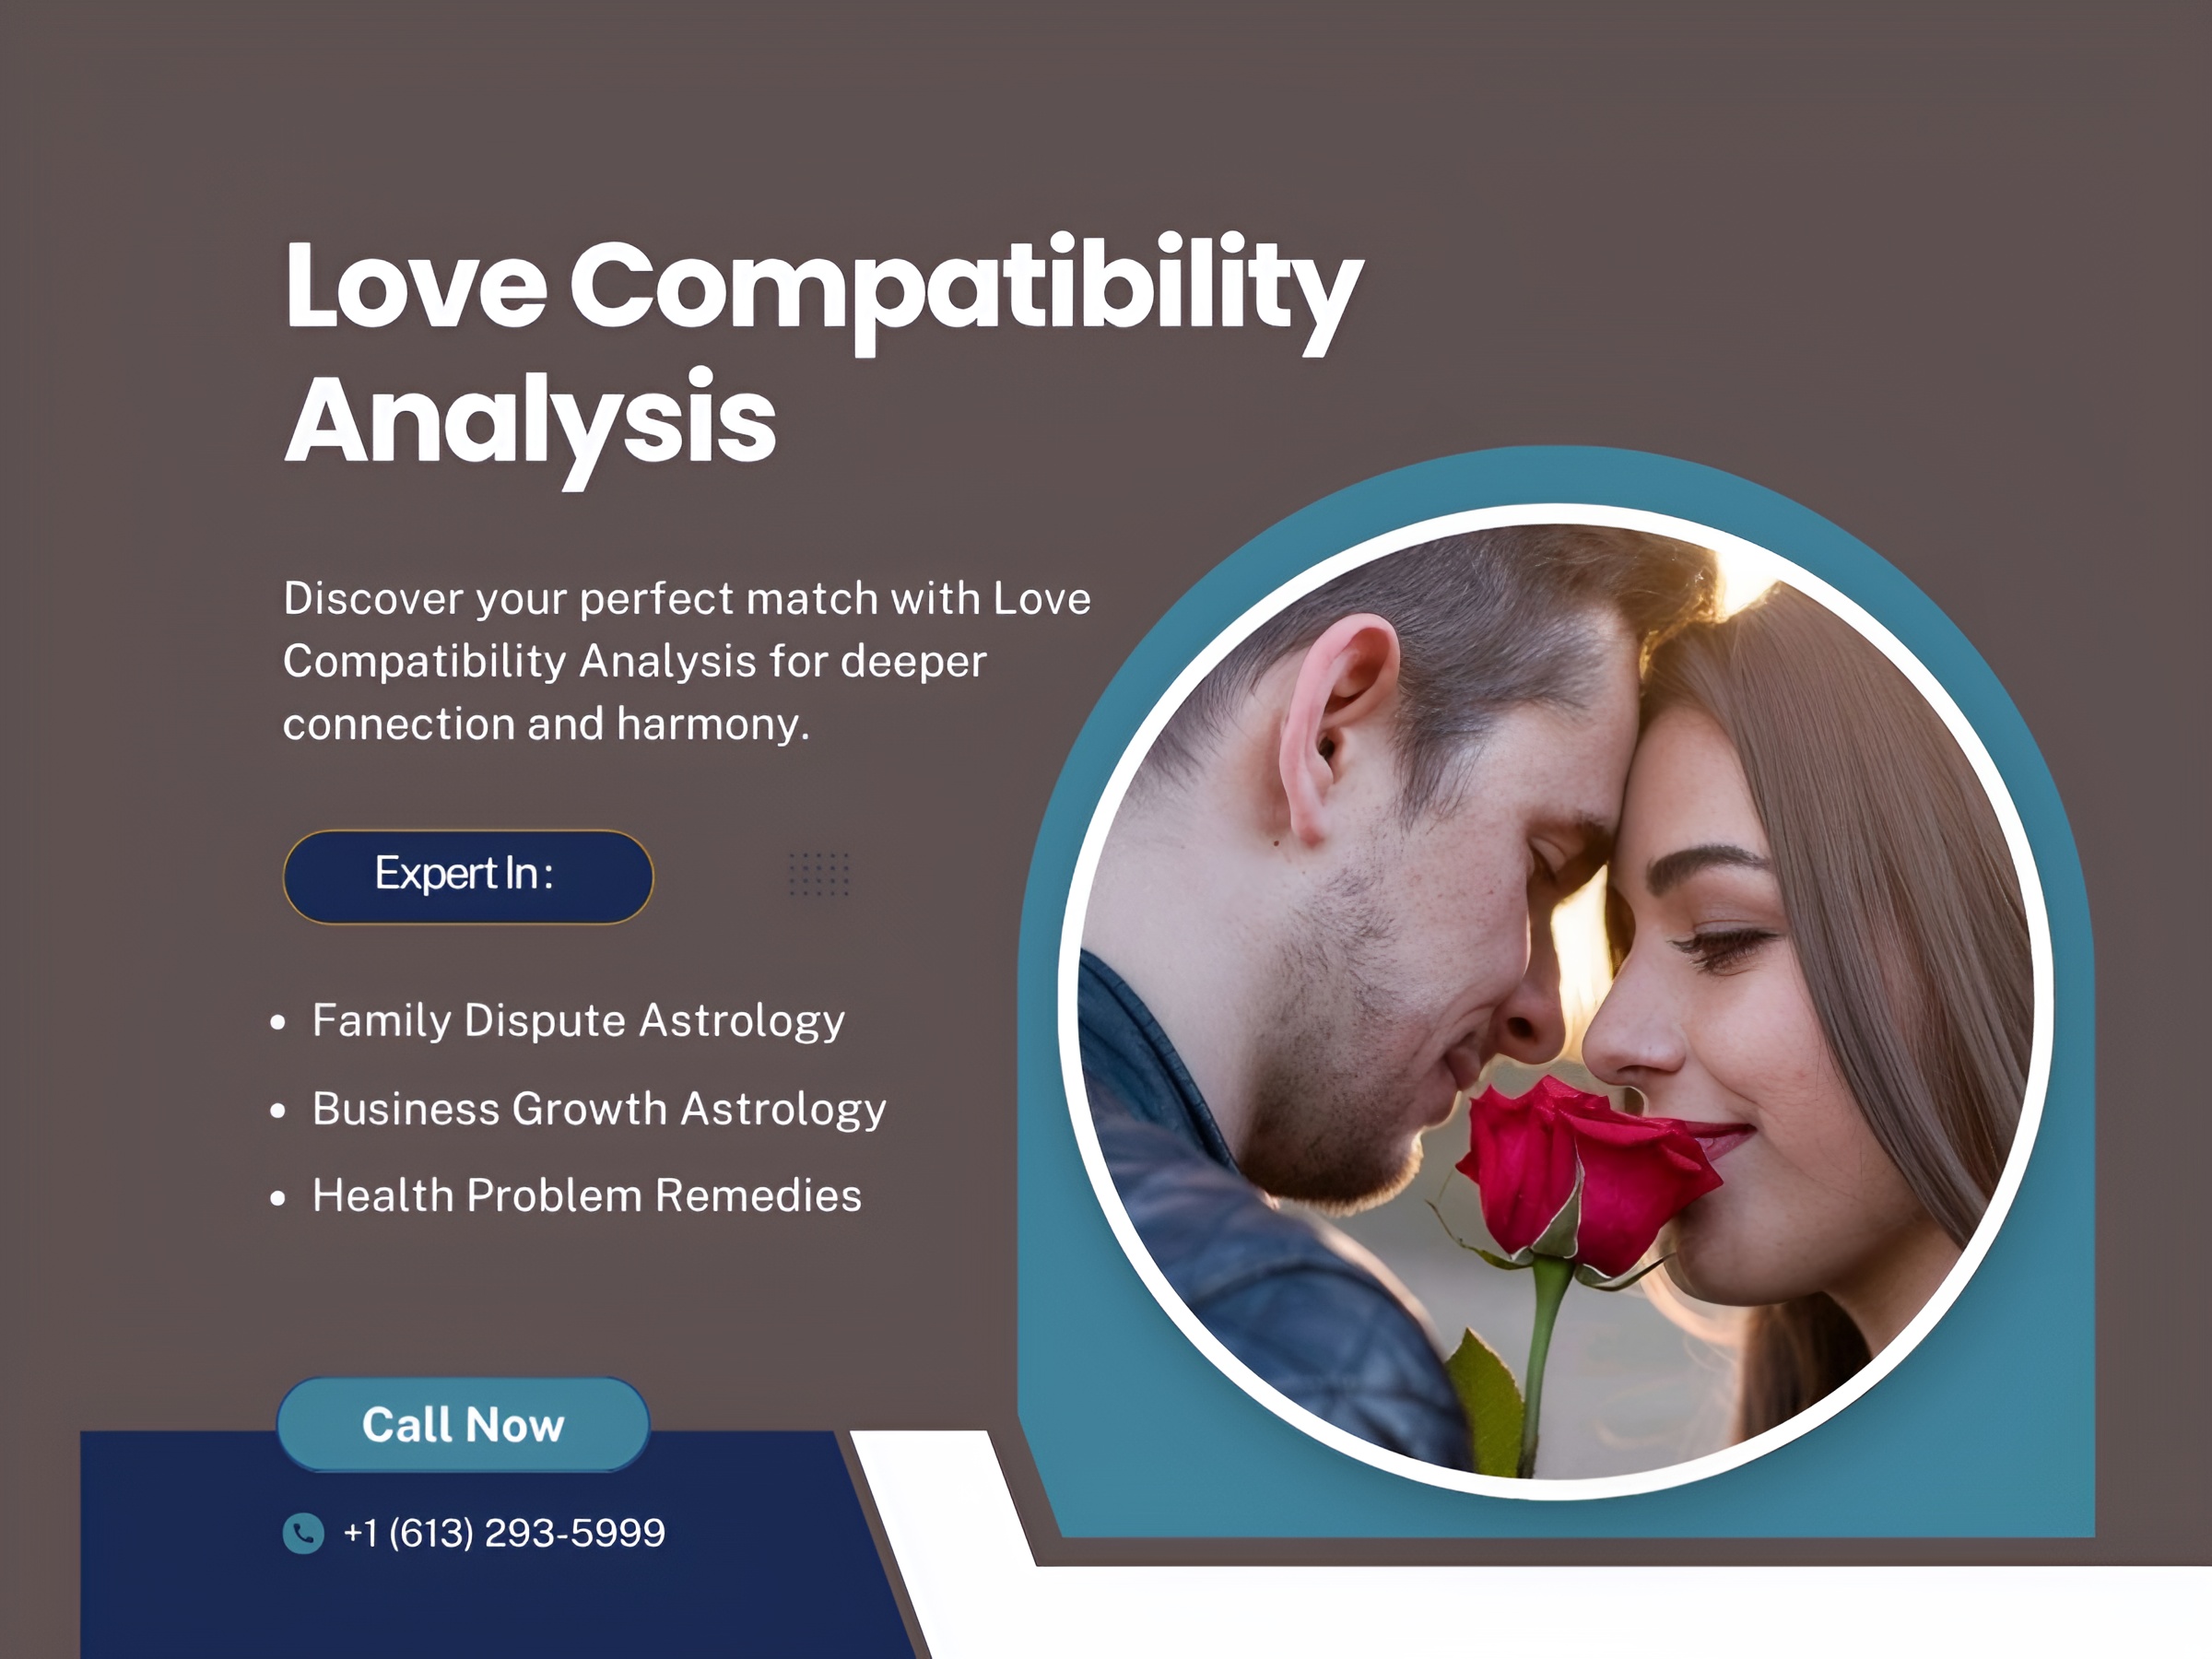 Love Compatibility
Analysis
Discover your perfect match with Love
Compatibility Analysis for deeper
connection and harmony.
Expert In :
• Family Dispute Astrology
• Business Growth Astrology
• Health Problem Remedies
Call Now
+1 (613) 293-5999